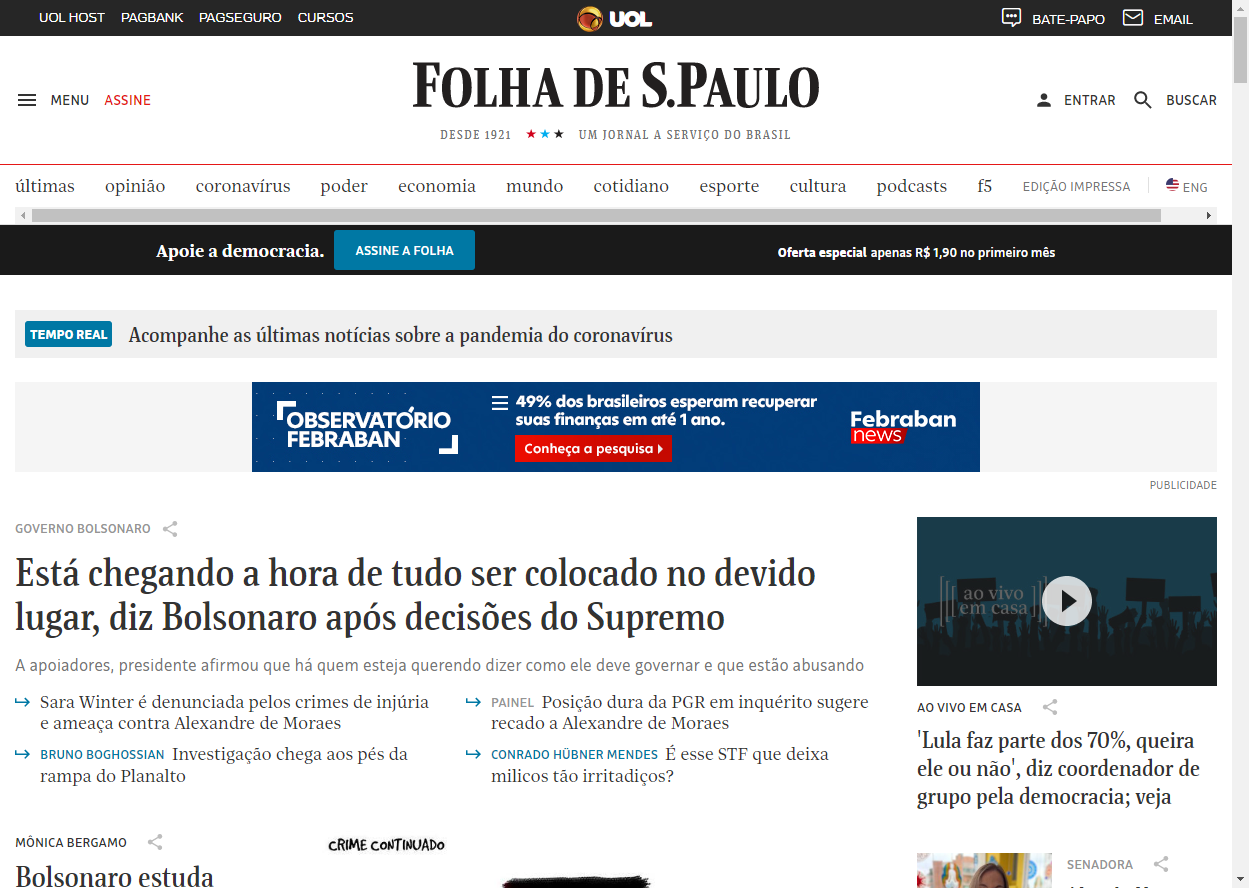 UOL HOST PAGBANK PAGSEGURO CURSOS
UOL
BATE-PAPO EMAIL
MENU ASSINE
FOLHA DE S.PAULO
DESDE 1921 ★★★ UM JORNAL A SERVIÇO DO BRASIL
ENTRAR BUSCAR
últimas opinião coronavírus poder economia mundo cotidiano esporte cultura podcasts f5 EDIÇÃO IMPRESSA ENG
Apoie a democracia. ASSINE A FOLHA Oferta especial apenas R$ 1,90 no primeiro mês
TEMPO REAL Acompanhe as últimas notícias sobre a pandemia do coronavírus
OBSERVATÓRIO
FEBRABAN
49% dos brasileiros esperam recuperar
suas finanças em até 1 ano.
Conheça a pesquisa
Febraban
news
PUBLICIDADE
GOVERNO BOLSONARO
Está chegando a hora de tudo ser colocado no devido
lugar, diz Bolsonaro após decisões do Supremo
A apoiadores, presidente afirmou que há quem esteja querendo dizer como ele deve governar e que estão abusando
Sara Winter é denunciada pelos crimes de injúria
e ameaça contra Alexandre de Moraes
PAINEL Posição dura da PGR em inquérito sugere
recado a Alexandre de Moraes
BRUNO BOGHOSSIAN Investigação chega aos pés da
rampa do Planalto
CONRADO HÜBNER MENDES É esse STF que deixa
milicos tão irritadiços?
ao vivo
em casa
AO VIVO EM CASA
'Lula faz parte dos 70%, queira
ele ou não', diz coordenador de
grupo pela democracia; veja
MÔNICA BERGAMO
Bolsonaro estuda
CRIME CONTINUADO
SENADORA